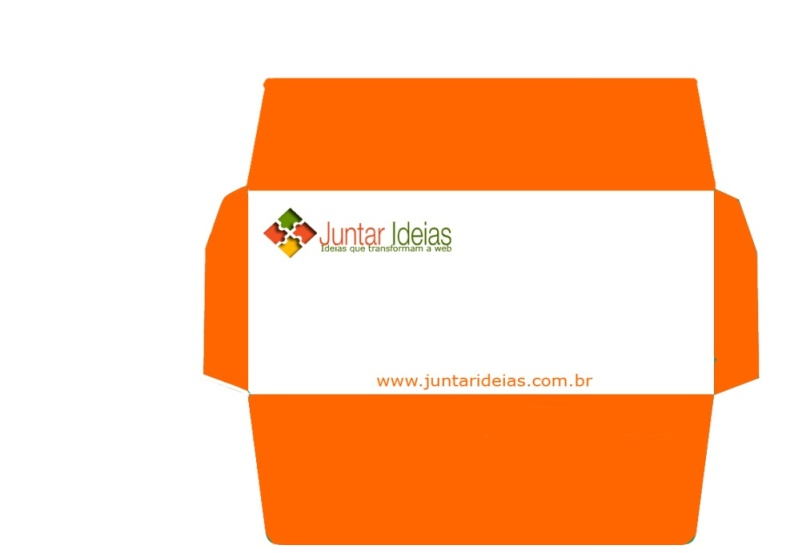 Juntar Ideias
Ideias que transformam a web
www.juntarideias.com.br